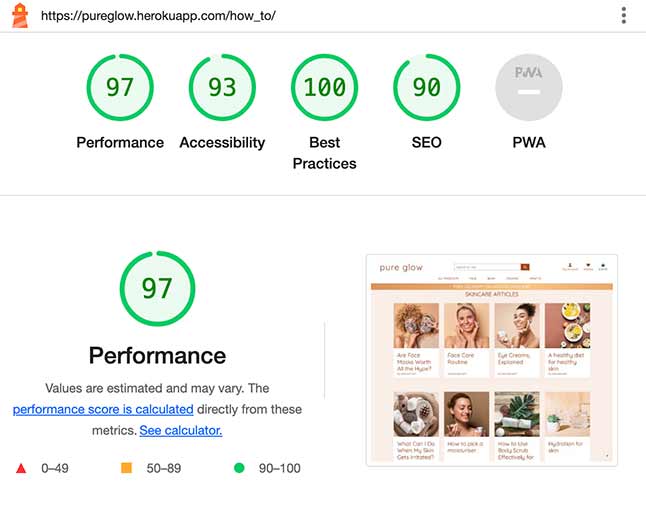 https://pureglow.herokuapp.com/how_to/
97
93
100
90
PWA
Performance
Accessibility
Best
Practices
SEO
PWA
97
Performance
Values are estimated and may vary. The
performance score is calculated directly from these
metrics. See calculator.
0–49
50–89
90–100
pure glow
SKINCARE ARTICLES
Are Face
Masks Worth
All the Hype?
Face Care
Routine
Eye Creams,
Explained
A healthy diet
for healthy
skin
What Can I Do
When My Skin
Gets Irritated?
How to pick a
moisturiser
How to Use
Body Scrub
Effectively for
Hydration for
skin